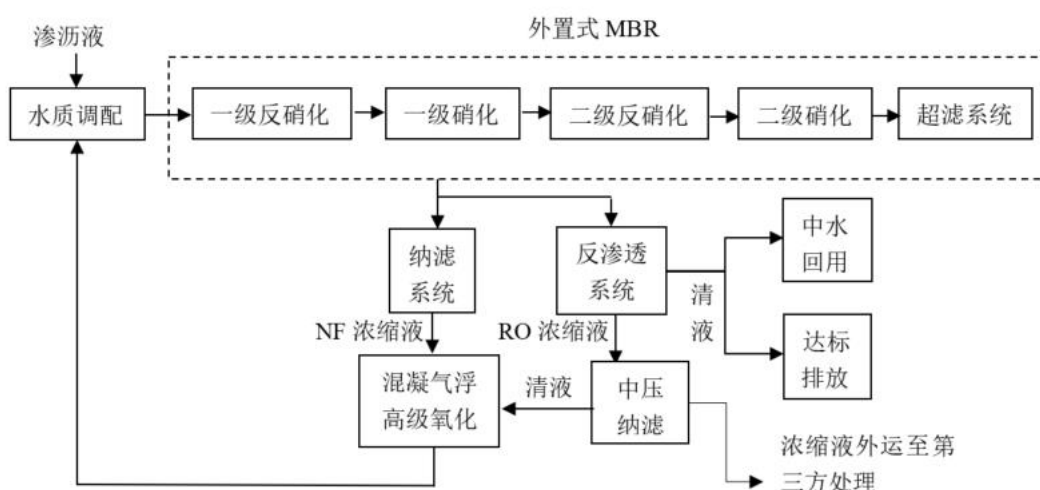 渗沥液
外置式 MBR
水质调配
一级反硝化
一级硝化
二级反硝化
二级硝化
超滤系统
纳滤
系统
反渗透
系统
中水
回用
清
液
NF 浓缩液
RO 浓缩液
达标
排放
混凝气浮
高级氧化
清液
中压
纳滤
浓缩液外运至第
三方处理